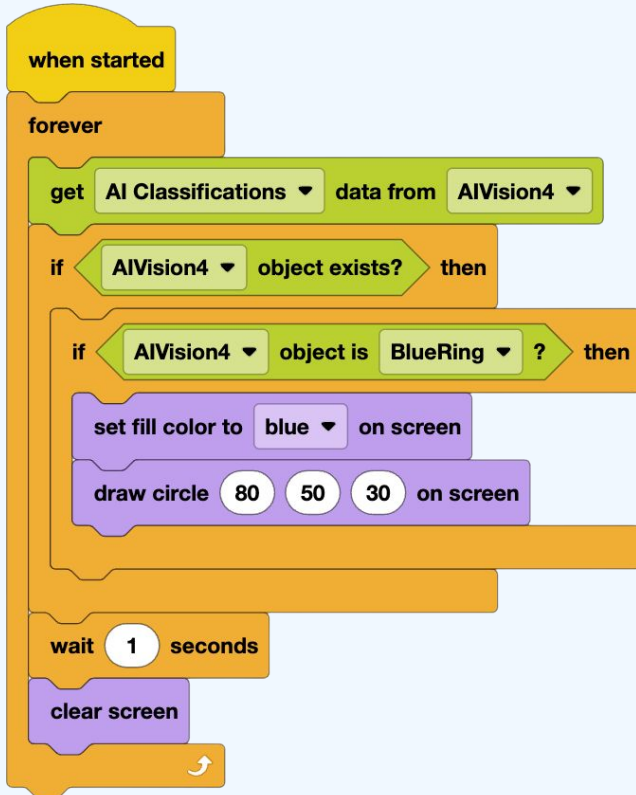 when started
forever
get AI Classifications data from AIVision4
if AIVision4 object exists? then
if AIVision4 object is BlueRing ? then
set fill color to blue on screen
draw circle 80 50 30 on screen
wait 1 seconds
clear screen